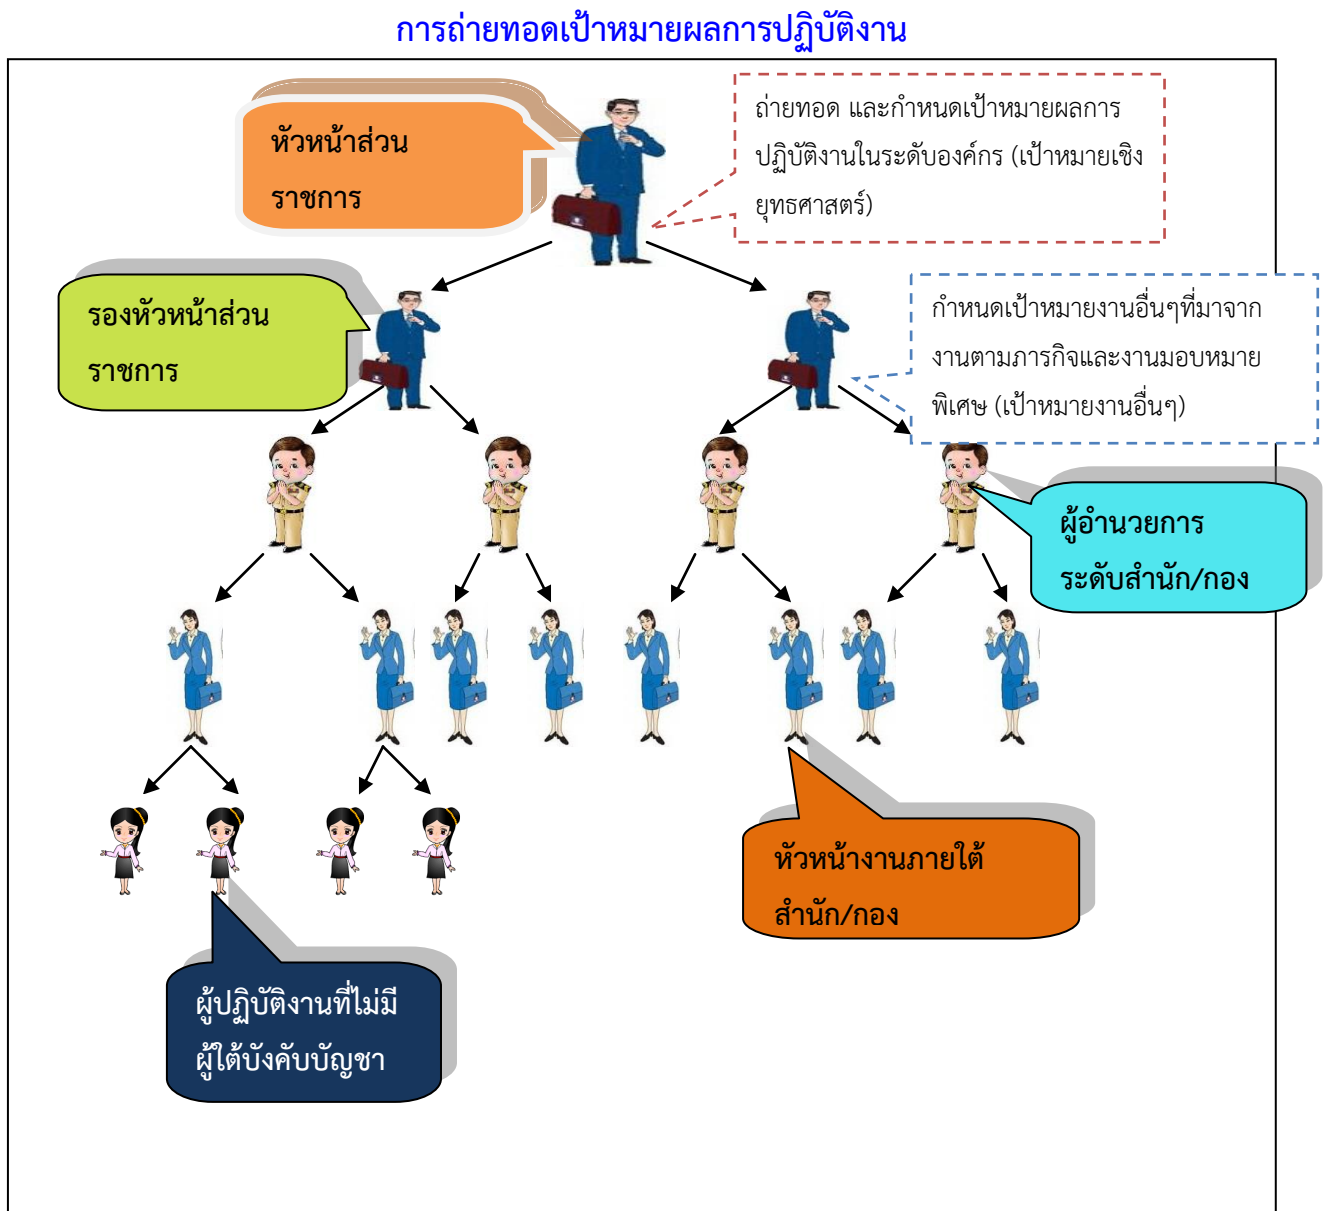 การถ่ายทอดเป้าหมายผลการปฏิบัติงาน
หัวหน้าส่วน
ราชการ
ถ่ายทอด และกำหนดเป้าหมายผลการ
ปฏิบัติงานในระดับองค์กร (เป้าหมายเชิง
ยุทธศาสตร์)
รองหัวหน้าส่วน
ราชการ
กำหนดเป้าหมายงานอื่นๆที่มาจาก
งานตามภารกิจและงานมอบหมาย
พิเศษ (เป้าหมายงานอื่นๆ)
ผู้อำนวยการ
ระดับสำนัก/กอง
หัวหน้างานภายใต้
สำนัก/กอง
ผู้ปฏิบัติงานที่ไม่มี
ผู้ใต้บังคับบัญชา